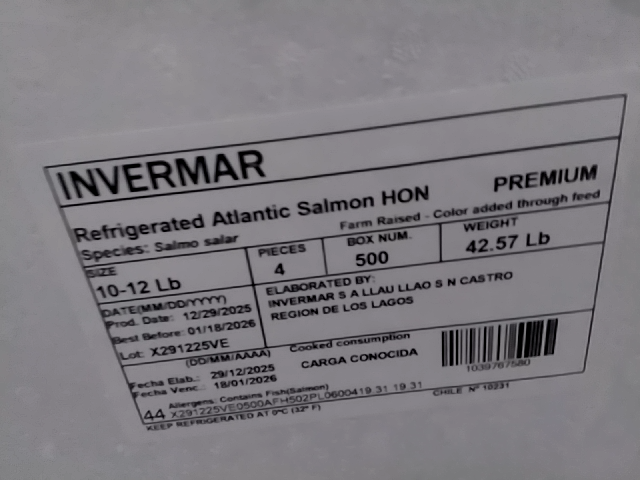 INVERMAR
Refrigerated Atlantic Salmon HON PREMIUM
Species: Salmo salar Farm Raised - Color added through feed
SIZE PIECES BOX NUM. WEIGHT
10-12 Lb 4 500 42.57 Lb
DATE(MM/DD/YYYY)
Prod. Date: 12/29/2025
Best Before: 01/18/2026
Lot: X291225VE
ELABORATED BY:
INVERMAR S A LLAU LLAO S N CASTRO
REGION DE LOS LAGOS
(DD/MM/AAAA) Cooked consumption
Fecha Elab.: 29/12/2025 CARGA CONOCIDA
Fecha Venc.: 18/01/2026
1039767580
Allergens: Contains Fish(Salmon)
44 X291225VE0500AFH502PL0600419.31 19.31 CHILE Nº 10231
KEEP REFRIGERATED AT 0ºC (32º F)